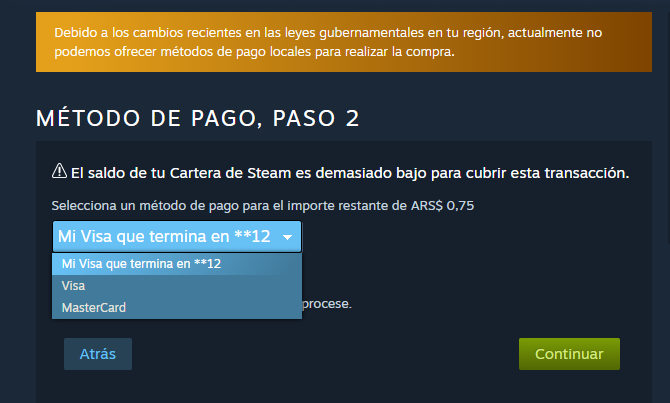 Debido a los cambios recientes en las leyes gubernamentales en tu región, actualmente no
podemos ofrecer métodos de pago locales para realizar la compra.
MÉTODO DE PAGO, PASO 2
El saldo de tu Cartera de Steam es demasiado bajo para cubrir esta transacción.
Selecciona un método de pago para el importe restante de ARS$ 0,75
Mi Visa que termina en **12
Mi Visa que termina en **12
Visa
MasterCard
procese.
Atrás
Continuar